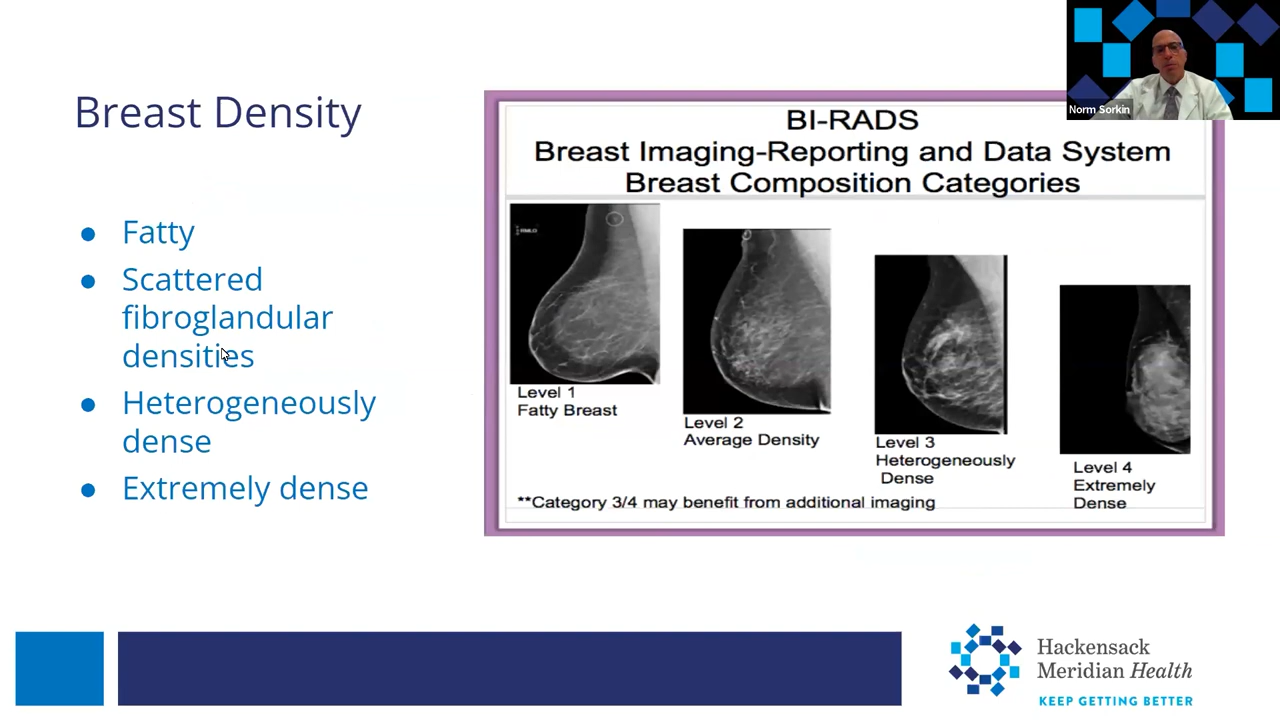 Breast Density
● Fatty
● Scattered
fibroglandular
densities
● Heterogeneously
dense
● Extremely dense
Norm Sorkin
BI-RADS
Breast Imaging-Reporting and Data System
Breast Composition Categories
RMLO
Level 1
Fatty Breast
Level 2
Average Density
Level 3
Heterogeneously
Dense
Level 4
Extremely
Dense
**Category 3/4 may benefit from additional imaging
Hackensack
Meridian Health
KEEP GETTING BETTER